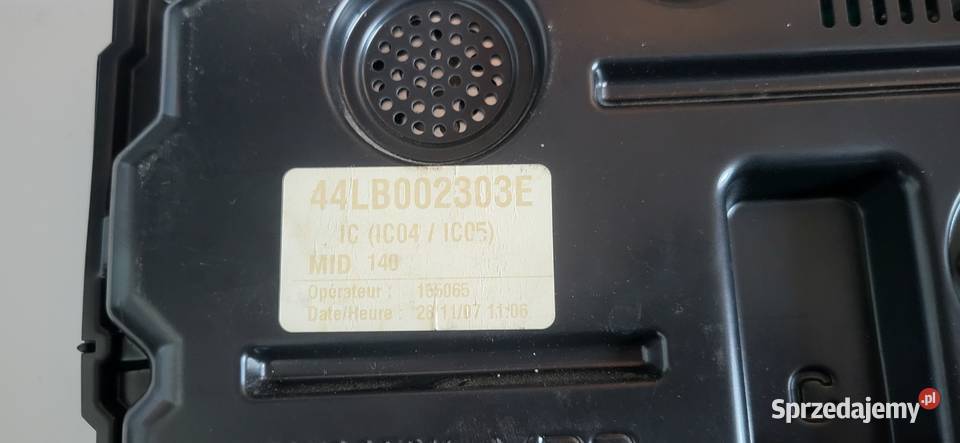 44LB002303E
IC (IC04 / IC05)
MID 140
Opérateur : 155065
Date/Heure : 28/11/07 11:06
C
Sprzedajemy.pl